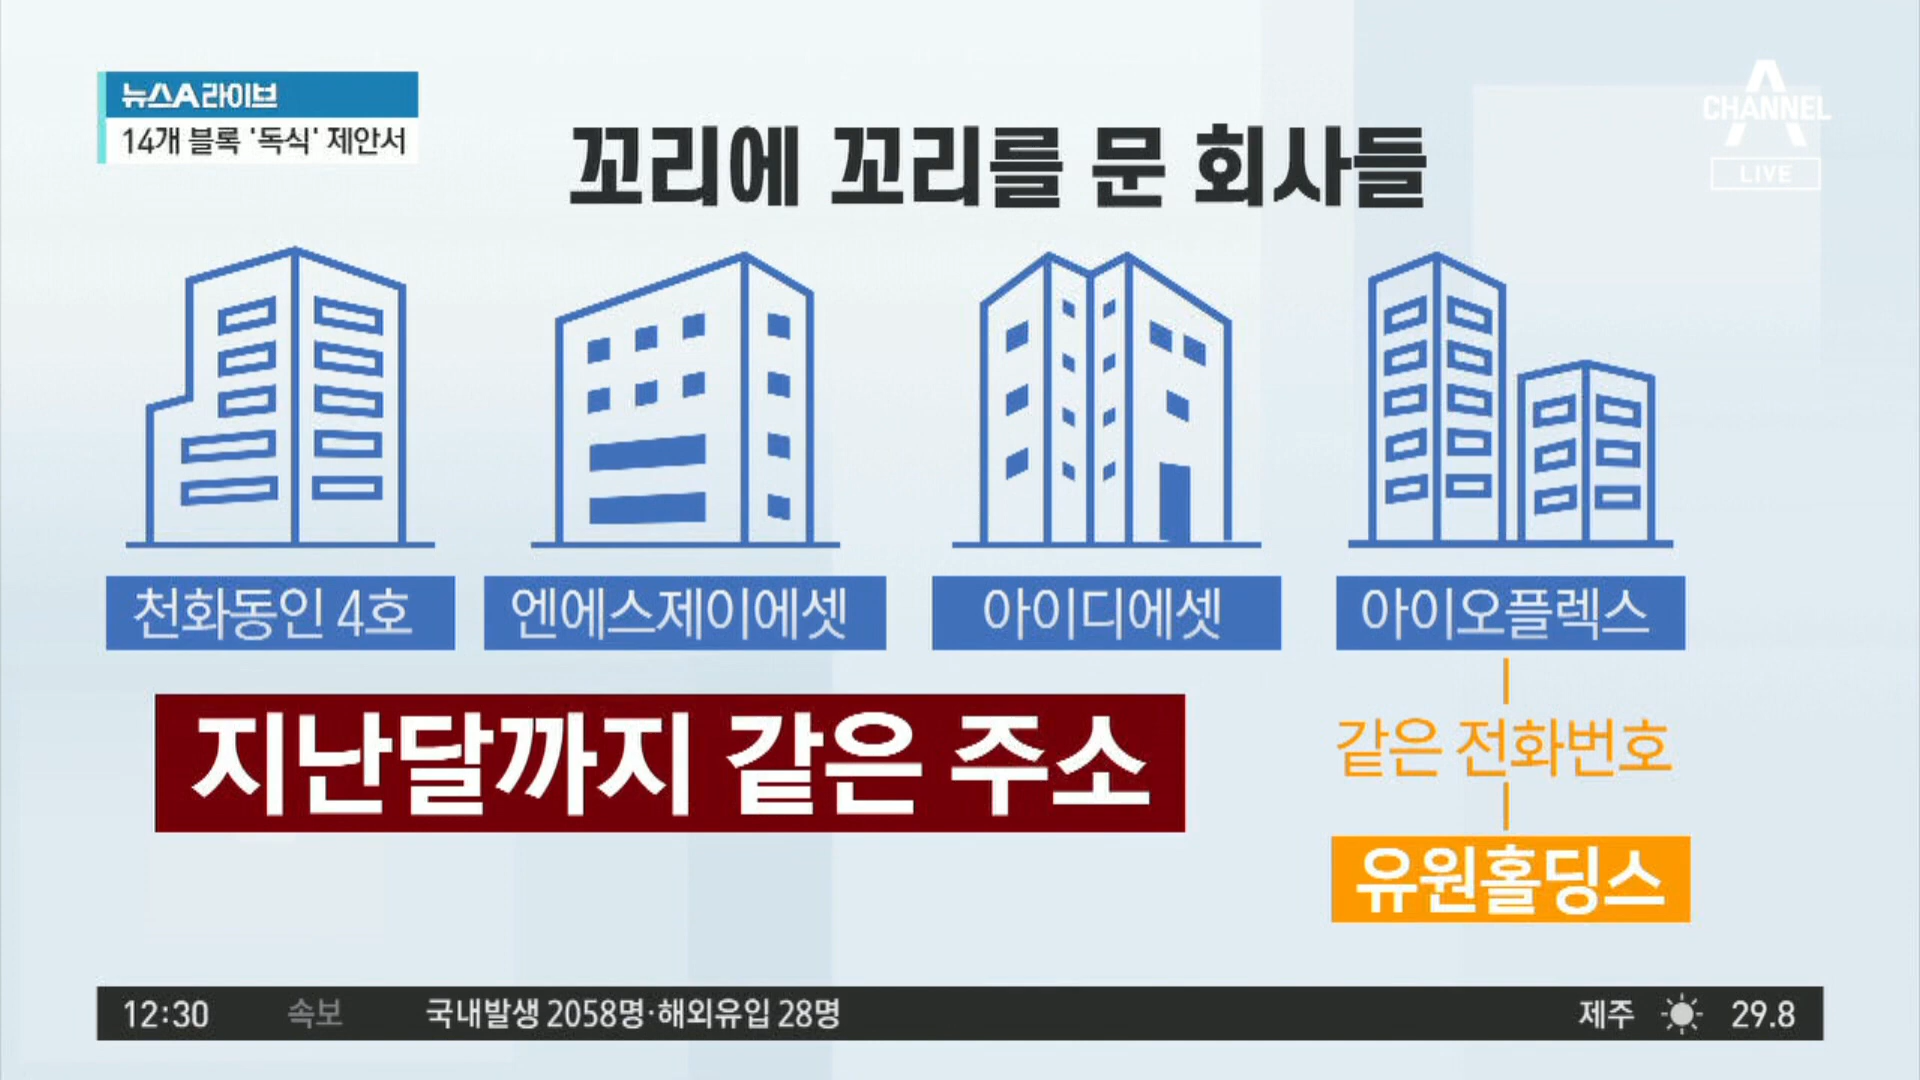 뉴스A라이브
14개 블록 '독식' 제안서
CHANNEL A
LIVE
꼬리에 꼬리를 문 회사들
천화동인 4호
엔에스제이에셋
아이디에셋
아이오플렉스
지난달까지 같은 주소
같은 전화번호
유원홀딩스
12:30 속보 국내발생 2058명·해외유입 28명 제주 29.8